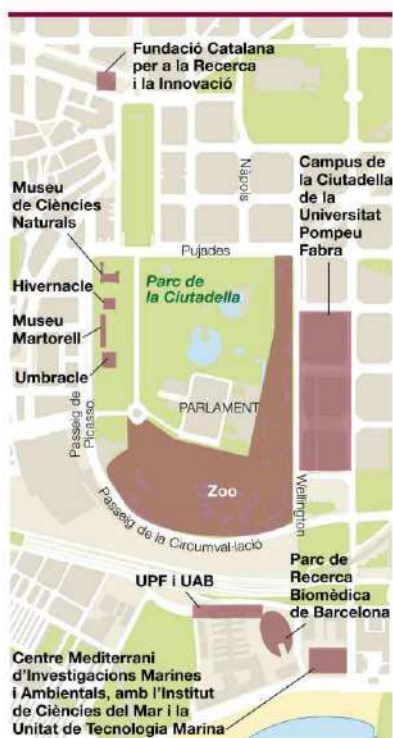 Fundació Catalana
per a la Recerca
i la Innovació
Nàpols
Campus de
la Ciutadella
de la
Universitat
Pompeu
Fabra
Museu
de Ciències
Naturals
Pujades
Hivernacle
Parc de
la Ciutadella
Museu
Martorell
Umbracle
PARLAMENT
Passeig de
Picasso
Zoo
Wellington
Passeig de la Circumval·lació
UPF i UAB
Parc de
Recerca
Biomèdica
de Barcelona
Centre Mediterrani
d'Investigacions Marines
i Ambientals, amb l'Institut
de Ciències del Mar i la
Unitat de Tecnologia Marina